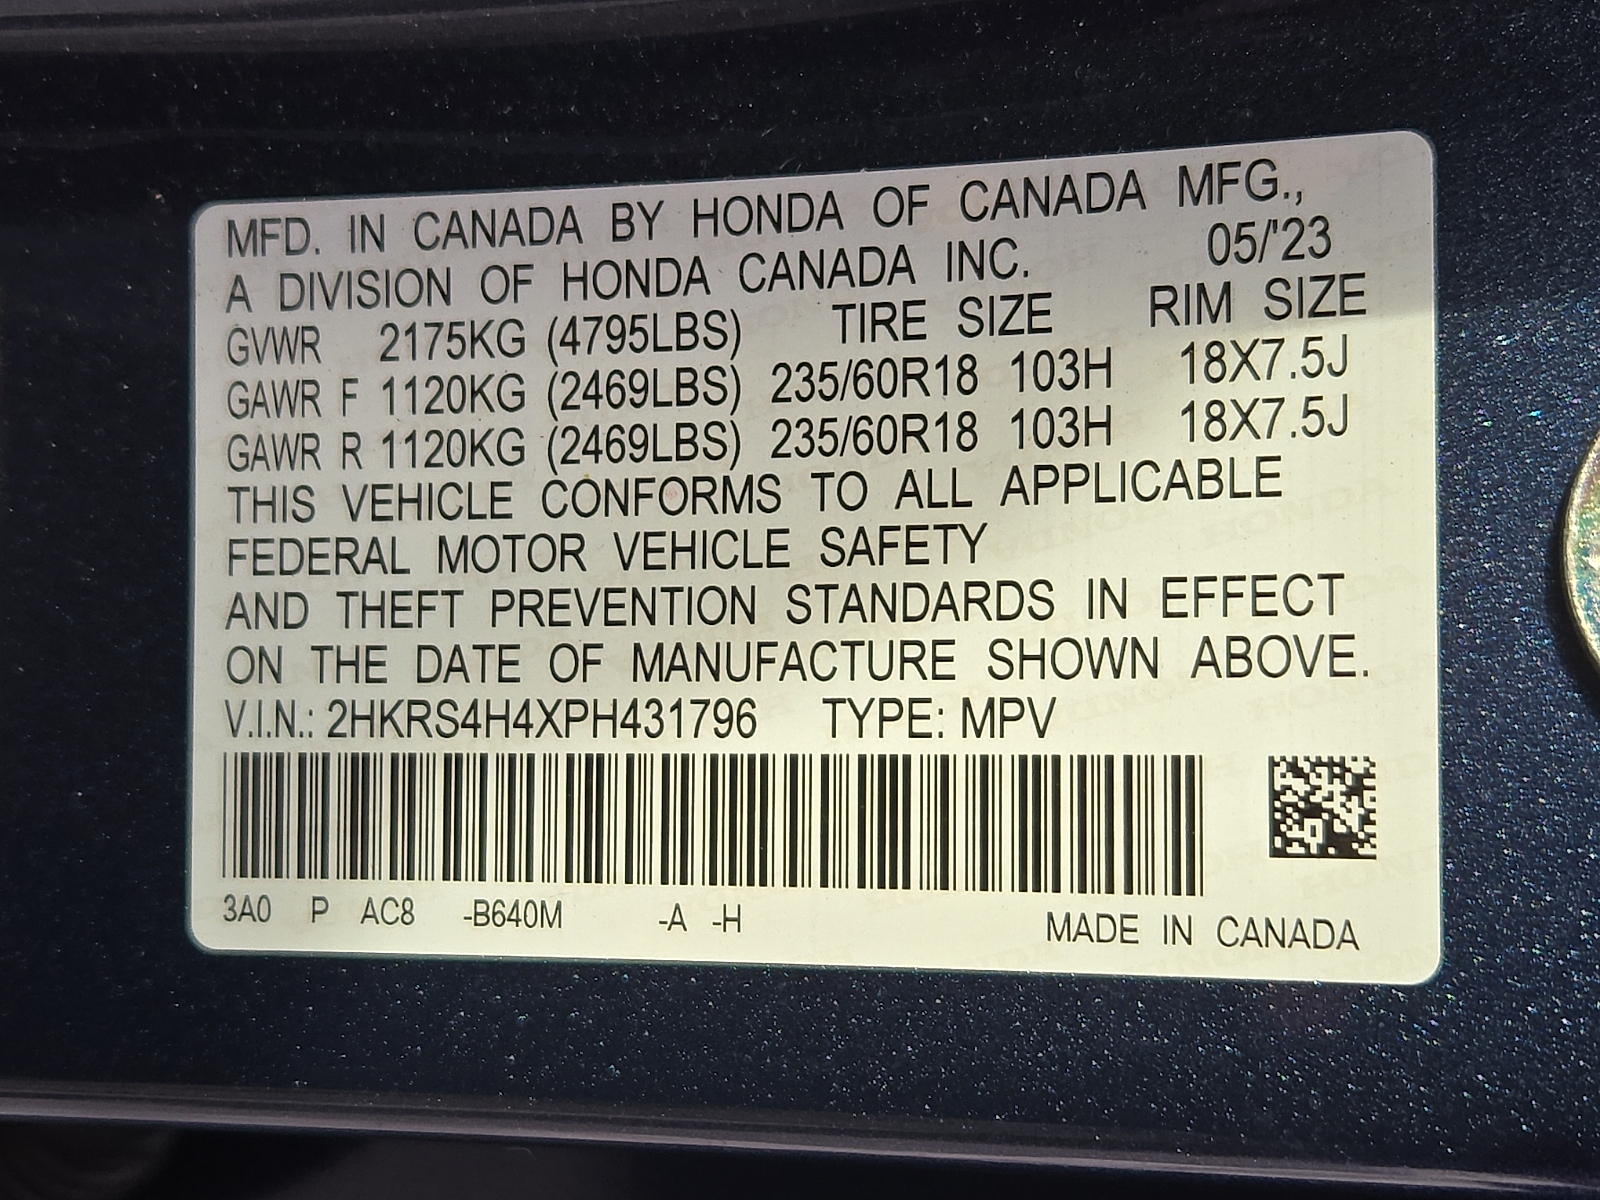 MFD. IN CANADA BY HONDA OF CANADA MFG.,
A DIVISION OF HONDA CANADA INC. 05/'23
GVWR 2175KG (4795LBS) TIRE SIZE RIM SIZE
GAWR F 1120KG (2469LBS) 235/60R18 103H 18X7.5J
GAWR R 1120KG (2469LBS) 235/60R18 103H 18X7.5J
THIS VEHICLE CONFORMS TO ALL APPLICABLE
FEDERAL MOTOR VEHICLE SAFETY
AND THEFT PREVENTION STANDARDS IN EFFECT
ON THE DATE OF MANUFACTURE SHOWN ABOVE.
V.I.N.: 2HKRS4H4XPH431796 TYPE: MPV
3A0 P AC8 -B640M -A -H MADE IN CANADA